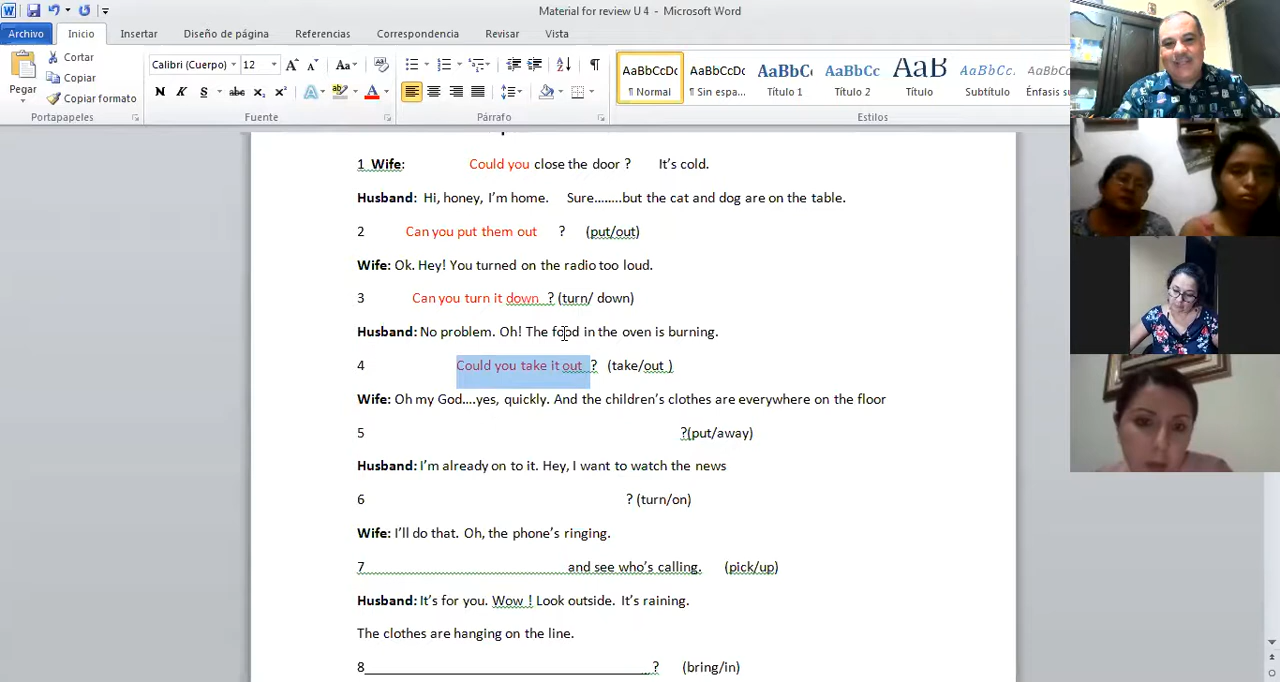 Material for review U 4 - Microsoft Word
Archivo Inicio Insertar Diseño de página Referencias Correspondencia Revisar Vista
Pegar Cortar Copiar Copiar formato
Calibri (Cuerpo) 12
AaBbCcDc AaBbCcDc AaBbC AaBbCc AaB AaBbCc AaBbCc
¶ Normal ¶ Sin espa... Título 1 Título 2 Título Subtítulo Énfasis su
Portapapeles Fuente Párrafo Estilos
1 Wife: Could you close the door ? It's cold.
Husband: Hi, honey, I'm home. Sure........but the cat and dog are on the table.
2 Can you put them out ? (put/out)
Wife: Ok. Hey! You turned on the radio too loud.
3 Can you turn it down ? (turn/ down)
Husband: No problem. Oh! The food in the oven is burning.
4 Could you take it out ? (take/out )
Wife: Oh my God....yes, quickly. And the children's clothes are everywhere on the floor
5 ?(put/away)
Husband: I'm already on to it. Hey, I want to watch the news
6 ? (turn/on)
Wife: I'll do that. Oh, the phone's ringing.
7 and see who's calling. (pick/up)
Husband: It's for you. Wow ! Look outside. It's raining.
The clothes are hanging on the line.
8_________________________________? (bring/in)